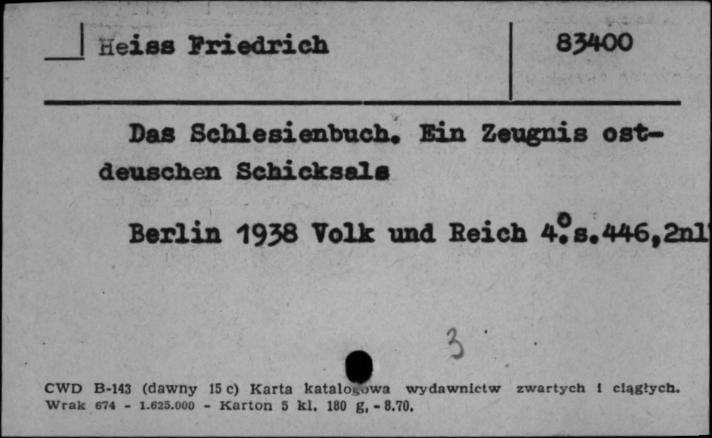 Heiss Friedrich 83400
Das Schlesienbuch. Ein Zeugnis ost-
deuschen Schicksals
Berlin 1938 Volk und Reich 4°.s.446,2nl
3
CWD B-143 (dawny 15 c) Karta katalogowa wydawnictw zwartych i ciągłych.
Wrak 674 - 1.625.000 - Karton 5 kl. 180 g, - 8.70.